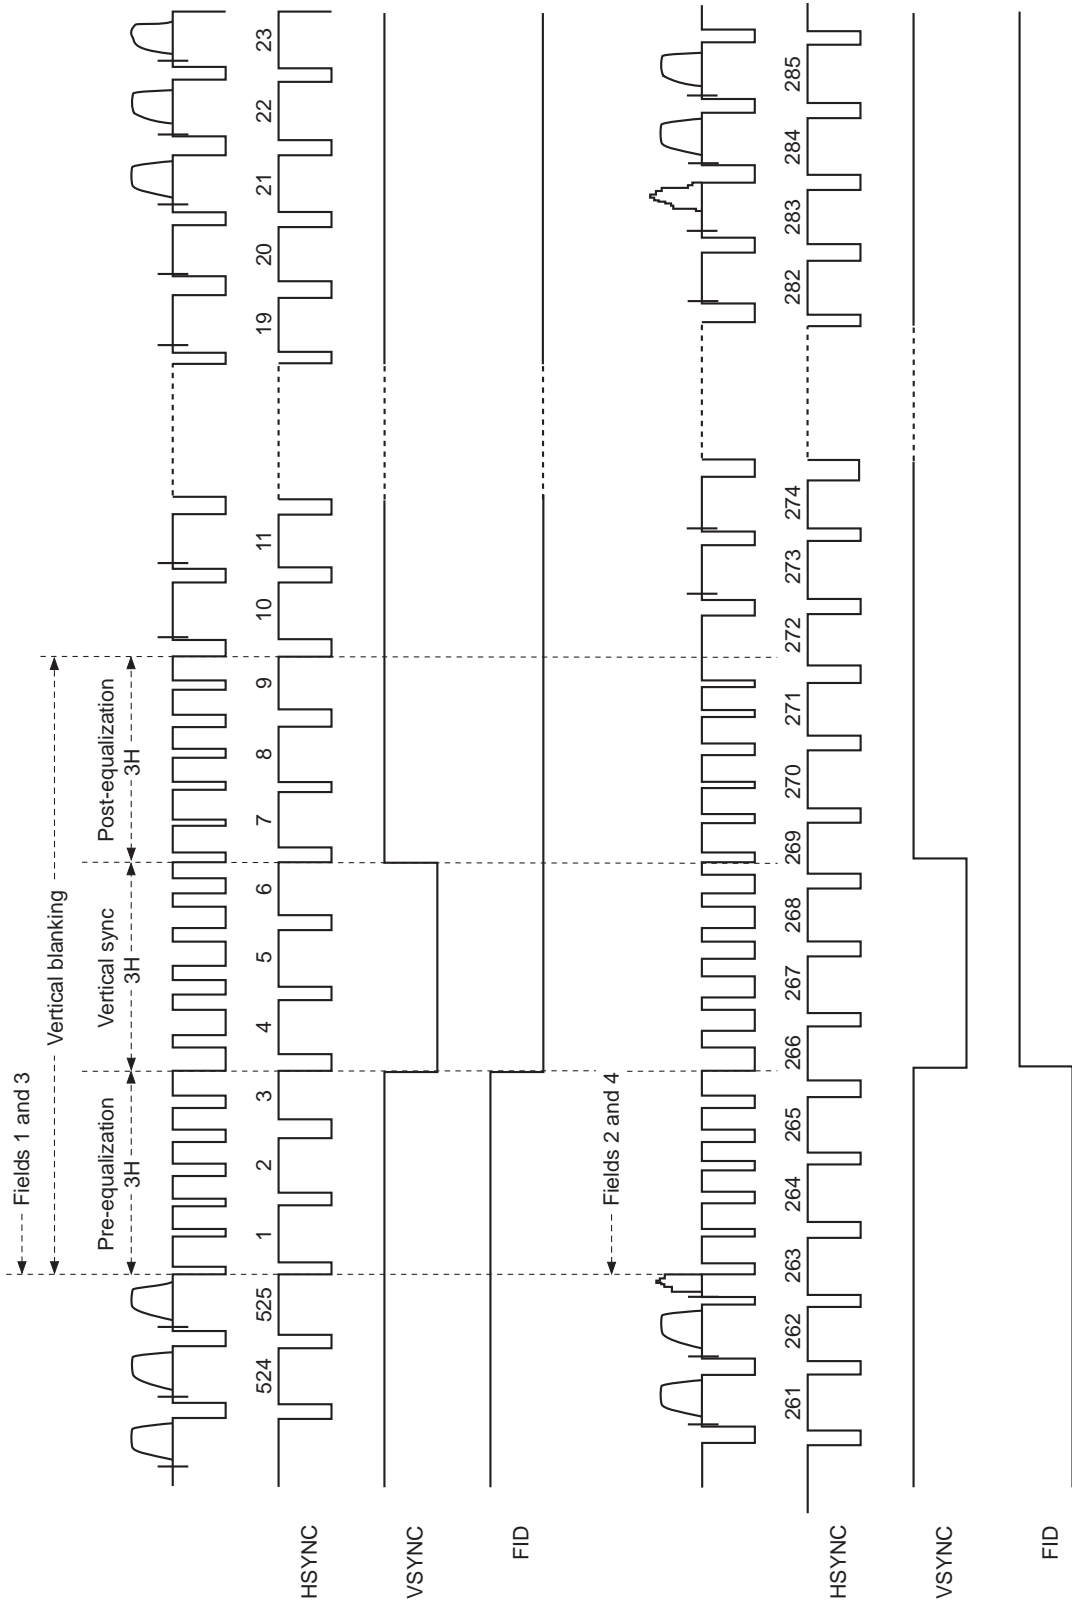 Fields 1 and 3
Vertical blanking
Pre-equalization
3H
Vertical sync
3H
Post-equalization
3H
524
525
1
2
3
4
5
6
7
8
9
10
11
19
20
21
22
23
HSYNC
VSYNC
FID
Fields 2 and 4
261
262
263
264
265
266
267
268
269
270
271
272
273
274
282
283
284
285
HSYNC
VSYNC
FID